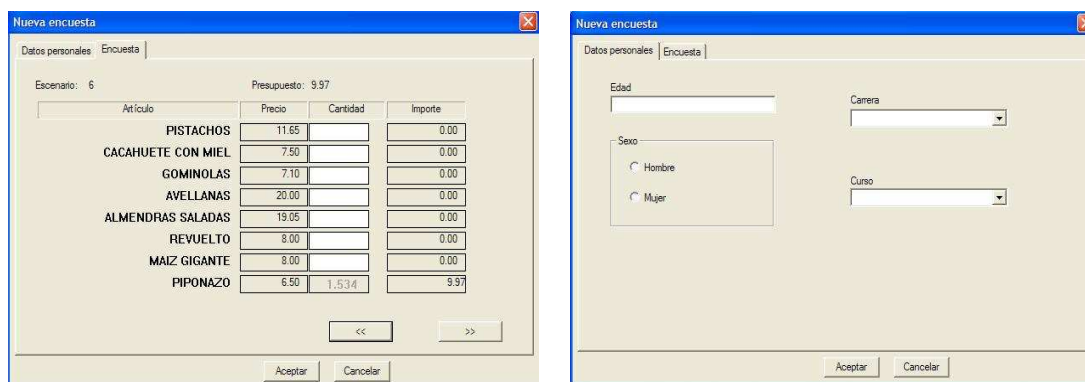 Nueva encuesta
Datos personales Encuesta
Escenario: 6 Presupuesto: 9.97
Artículo Precio Cantidad Importe
PISTACHOS 11.65 0.00
CACAHUETE CON MIEL 7.50 0.00
GOMINOLAS 7.10 0.00
AVELLANAS 20.00 0.00
ALMENDRAS SALADAS 19.05 0.00
REVUELTO 8.00 0.00
MAIZ GIGANTE 8.00 0.00
PIPONAZO 6.50 1.534 9.97
<< >>
Aceptar Cancelar
Nueva encuesta
Datos personales Encuesta
Edad
Carrera
Sexo
Hombre
Mujer
Curso
Aceptar Cancelar